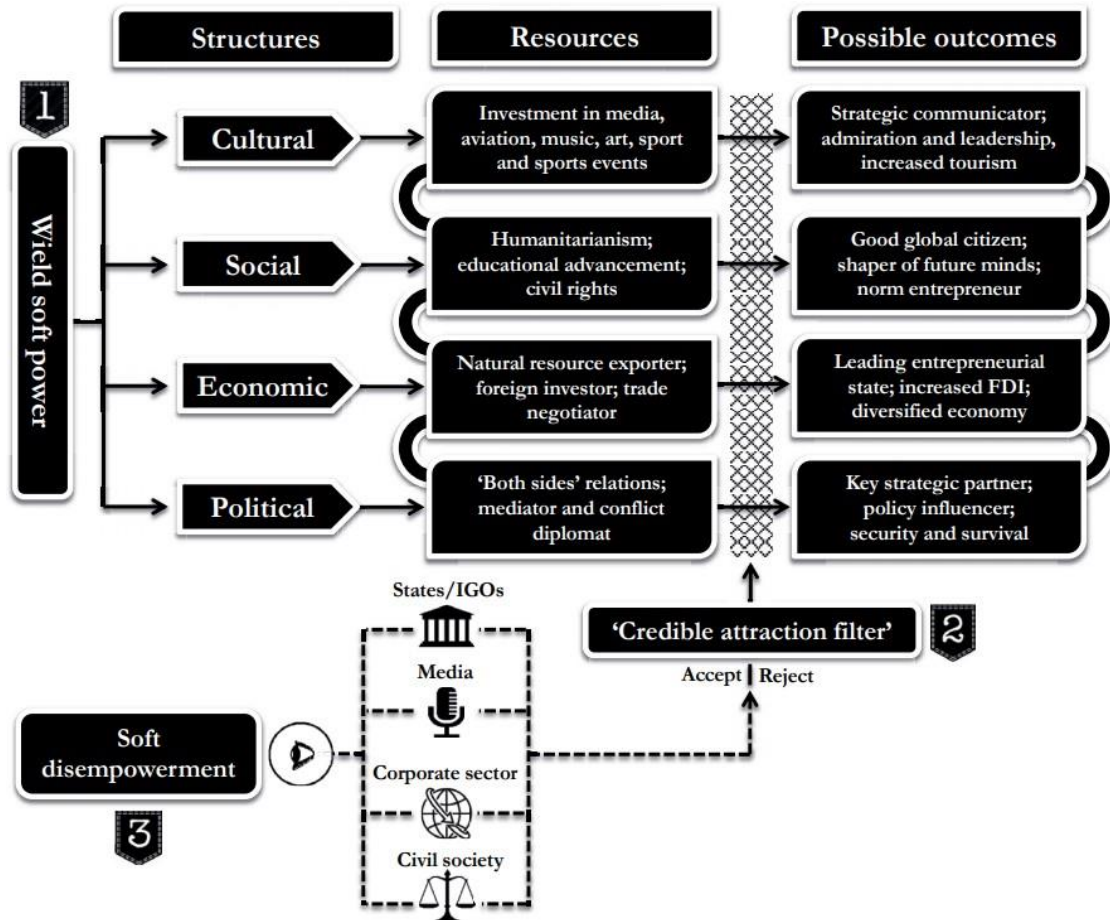 Structures
Resources
Possible outcomes
1
Wield soft power
Cultural
Investment in media,
aviation, music, art, sport
and sports events
Strategic communicator;
admiration and leadership,
increased tourism
Social
Humanitarianism;
educational advancement;
civil rights
Good global citizen;
shaper of future minds;
norm entrepreneur
Economic
Natural resource exporter;
foreign investor; trade
negotiator
Leading entrepreneurial
state; increased FDI;
diversified economy
Political
‘Both sides’ relations;
mediator and conflict
diplomat
Key strategic partner;
policy influencer;
security and survival
States/IGOs
Media
Corporate sector
Civil society
‘Credible attraction filter’
2
Accept | Reject
Soft
disempowerment
3